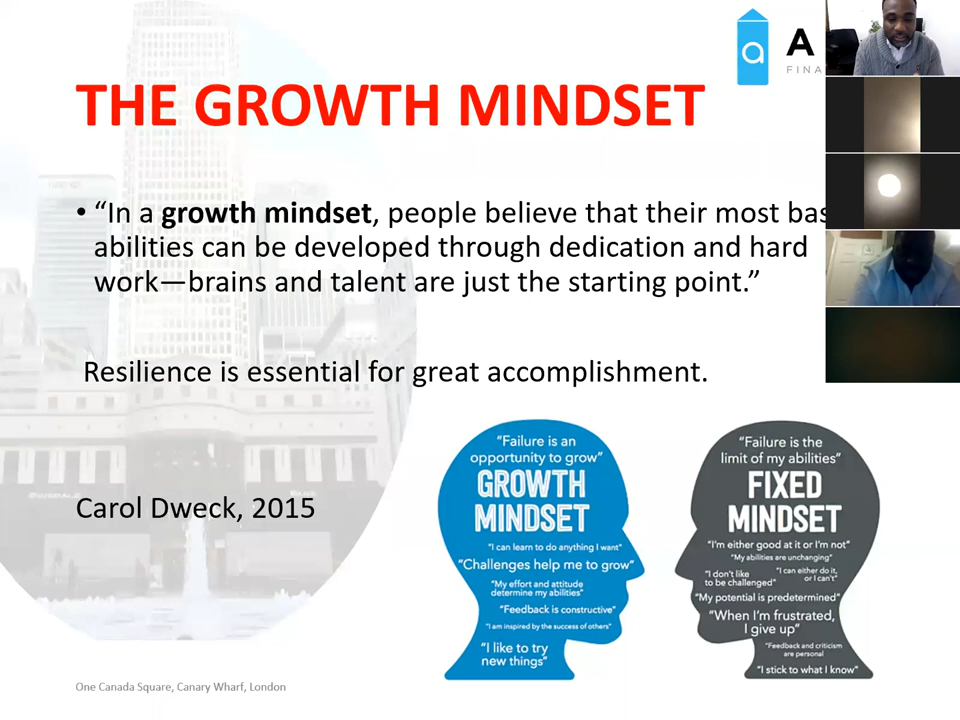 THE GROWTH MINDSET
A
FINA
• “In a growth mindset, people believe that their most bas
abilities can be developed through dedication and hard
work—brains and talent are just the starting point.”
Resilience is essential for great accomplishment.
Carol Dweck, 2015
“Failure is an
opportunity to grow”
GROWTH
MINDSET
“I can learn to do anything I want”
“Challenges help me to grow”
“My effort and attitude
determine my abilities”
“Feedback is constructive”
“I am inspired by the success of others”
“I like to try
new things”
“Failure is the
limit of my abilities”
FIXED
MINDSET
“I’m either good at it or I’m not”
“My abilities are unchanging”
“I don’t like
to be challenged”
“I can either do it,
or I can’t”
“My potential is predetermined”
“When I’m frustrated,
I give up”
“Feedback and criticism
are personal
“I stick to what I know”
One Canada Square, Canary Wharf, London